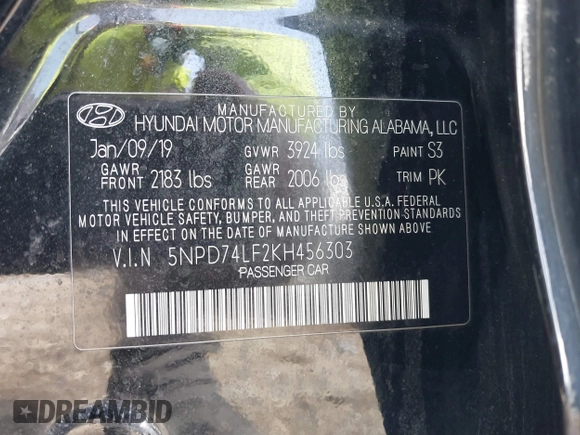 MANUFACTURED BY
HYUNDAI MOTOR MANUFACTURING ALABAMA, LLC
Jan/09/19 GVWR 3924 lbs PAINT S3
GAWR FRONT 2183 lbs GAWR REAR 2006 lbs TRIM PK
THIS VEHICLE CONFORMS TO ALL APPLICABLE U.S.A. FEDERAL
MOTOR VEHICLE SAFETY, BUMPER, AND THEFT PREVENTION STANDARDS
IN EFFECT ON THE DATE OF MANUFACTURE SHOWN ABOVE.
V.I.N 5NPD74LF2KH456303
PASSENGER CAR
DREAMBID